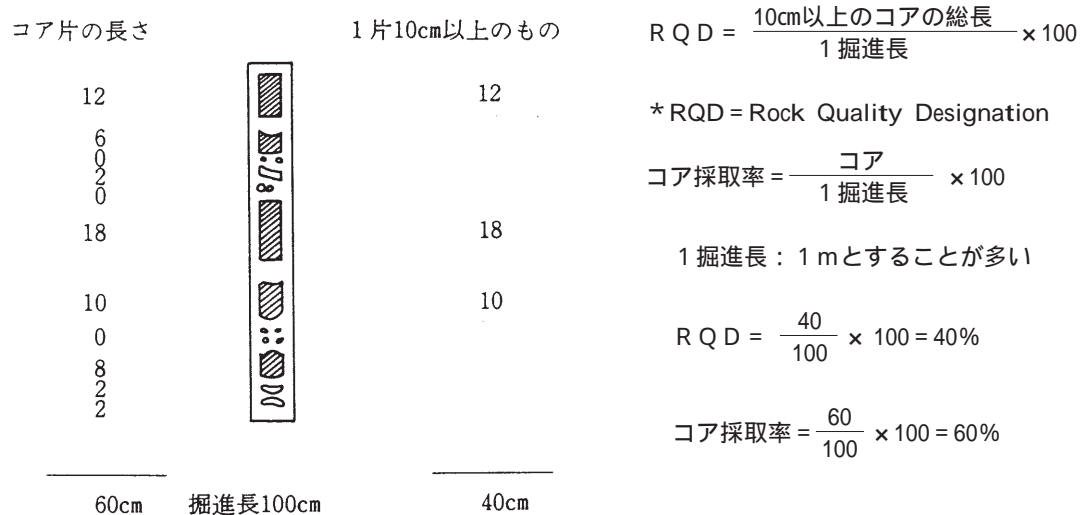 コア片の長さ
12
6
0
2
0
18
10
0
8
2
2
60cm
掘進長100cm
1片10cm以上のもの
12
18
10
40cm
RQD = 10cm以上のコアの総長 / 1掘進長 × 100
*RQD = Rock Quality Designation
コア採取率 = コア / 1掘進長 × 100
1掘進長：1mとすることが多い
RQD = 40 / 100 × 100 = 40%
コア採取率 = 60 / 100 × 100 = 60%